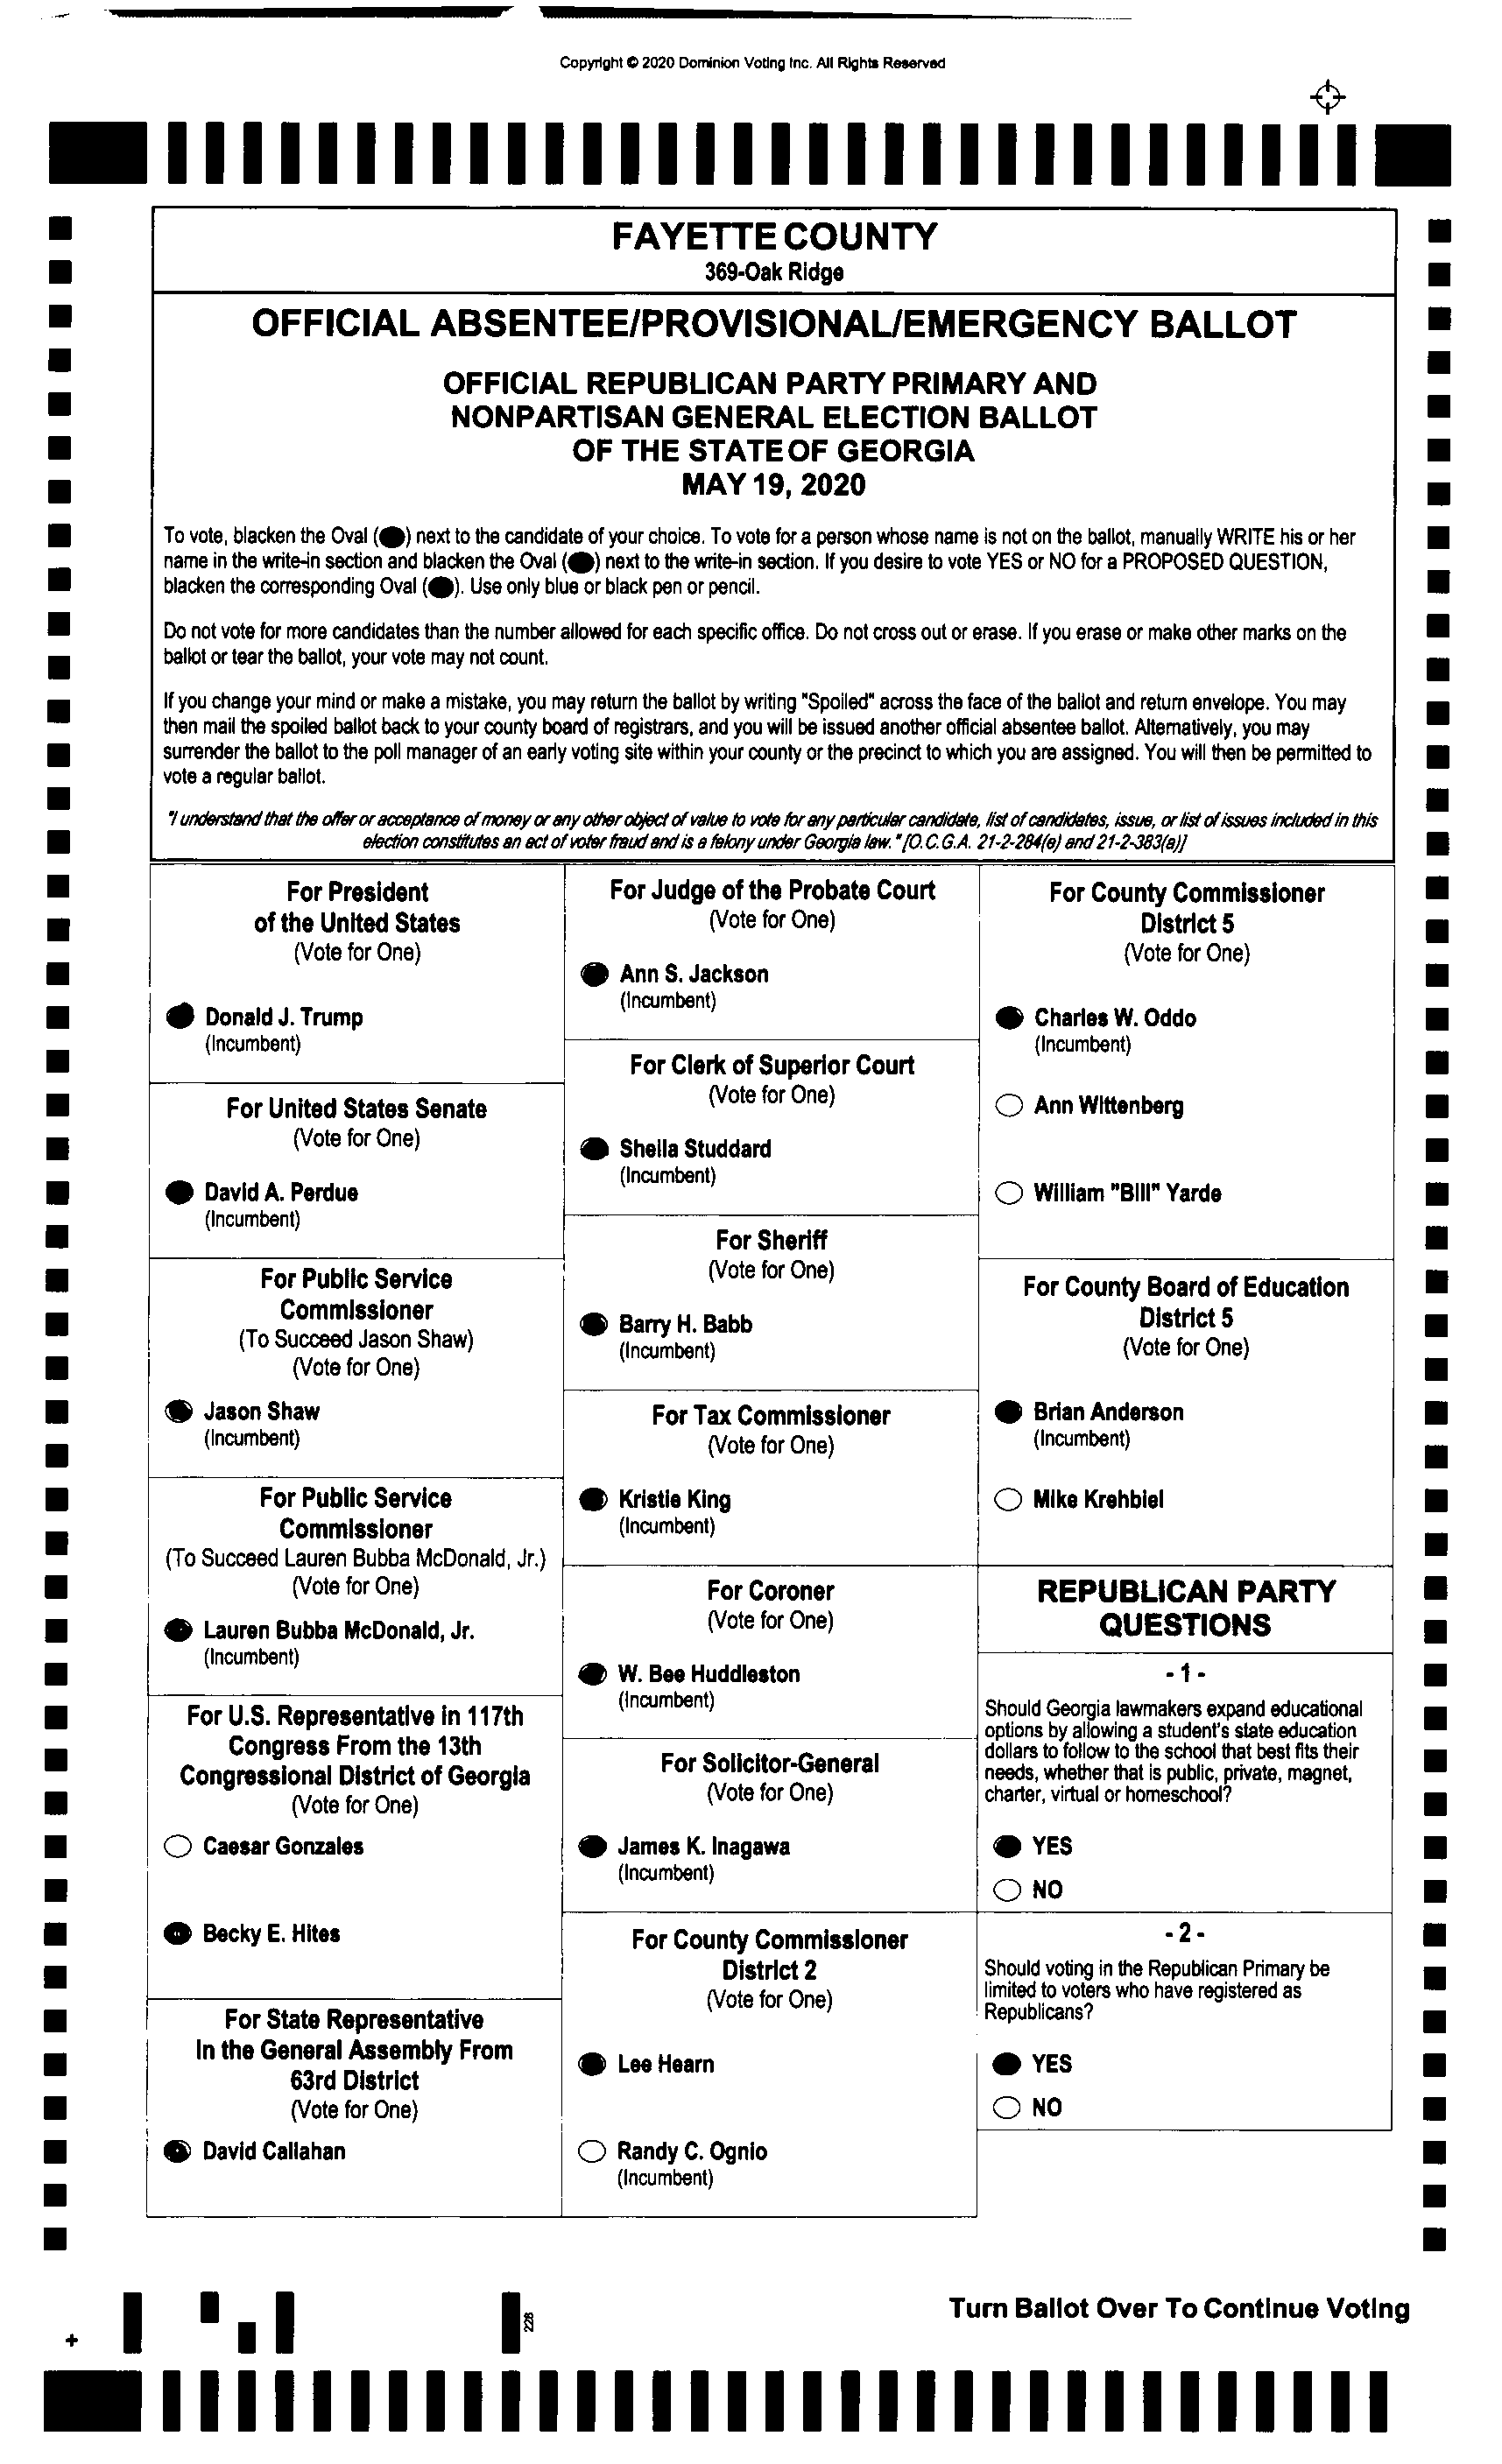 Copyright © 2020 Dominion Voting Inc. All Rights Reserved
FAYETTE COUNTY
369-Oak Ridge
OFFICIAL ABSENTEE/PROVISIONAL/EMERGENCY BALLOT
OFFICIAL REPUBLICAN PARTY PRIMARY AND
NONPARTISAN GENERAL ELECTION BALLOT
OF THE STATE OF GEORGIA
MAY 19, 2020
To vote, blacken the Oval (●) next to the candidate of your choice. To vote for a person whose name is not on the ballot, manually WRITE his or her
name in the write-in section and blacken the Oval (●) next to the write-in section. If you desire to vote YES or NO for a PROPOSED QUESTION,
blacken the corresponding Oval (●). Use only blue or black pen or pencil.
Do not vote for more candidates than the number allowed for each specific office. Do not cross out or erase. If you erase or make other marks on the
ballot or tear the ballot, your vote may not count.
If you change your mind or make a mistake, you may return the ballot by writing "Spoiled" across the face of the ballot and return envelope. You may
then mail the spoiled ballot back to your county board of registrars, and you will be issued another official absentee ballot. Alternatively, you may
surrender the ballot to the poll manager of an early voting site within your county or the precinct to which you are assigned. You will then be permitted to
vote a regular ballot.
"I understand that the offer or acceptance of money or any other object of value to vote for any particular candidate, list of candidates, issue, or list of issues included in this
election constitutes an act of voter fraud and is a felony under Georgia law." [O.C.G.A. 21-2-284(e) and 21-2-383(a)]
For President
of the United States
(Vote for One)
Donald J. Trump
(Incumbent)
For United States Senate
(Vote for One)
David A. Perdue
(Incumbent)
For Public Service
Commissioner
(To Succeed Jason Shaw)
(Vote for One)
Jason Shaw
(Incumbent)
For Public Service
Commissioner
(To Succeed Lauren Bubba McDonald, Jr.)
(Vote for One)
Lauren Bubba McDonald, Jr.
(Incumbent)
For U.S. Representative in 117th
Congress From the 13th
Congressional District of Georgia
(Vote for One)
Caesar Gonzales
Becky E. Hites
For State Representative
In the General Assembly From
63rd District
(Vote for One)
David Callahan
For Judge of the Probate Court
(Vote for One)
Ann S. Jackson
(Incumbent)
For Clerk of Superior Court
(Vote for One)
Sheila Studdard
(Incumbent)
For Sheriff
(Vote for One)
Barry H. Babb
(Incumbent)
For Tax Commissioner
(Vote for One)
Kristie King
(Incumbent)
For Coroner
(Vote for One)
W. Bee Huddleston
(Incumbent)
For Solicitor-General
(Vote for One)
James K. Inagawa
(Incumbent)
For County Commissioner
District 2
(Vote for One)
Lee Hearn
Randy C. Ognio
(Incumbent)
For County Commissioner
District 5
(Vote for One)
Charles W. Oddo
(Incumbent)
Ann Wittenberg
William "Bill" Yarde
For County Board of Education
District 5
(Vote for One)
Brian Anderson
(Incumbent)
Mike Krehbiel
REPUBLICAN PARTY
QUESTIONS
- 1 -
Should Georgia lawmakers expand educational
options by allowing a student's state education
dollars to follow to the school that best fits their
needs, whether that is public, private, magnet,
charter, virtual or homeschool?
YES
NO
- 2 -
Should voting in the Republican Primary be
limited to voters who have registered as
Republicans?
YES
NO
Turn Ballot Over To Continue Voting
228
+